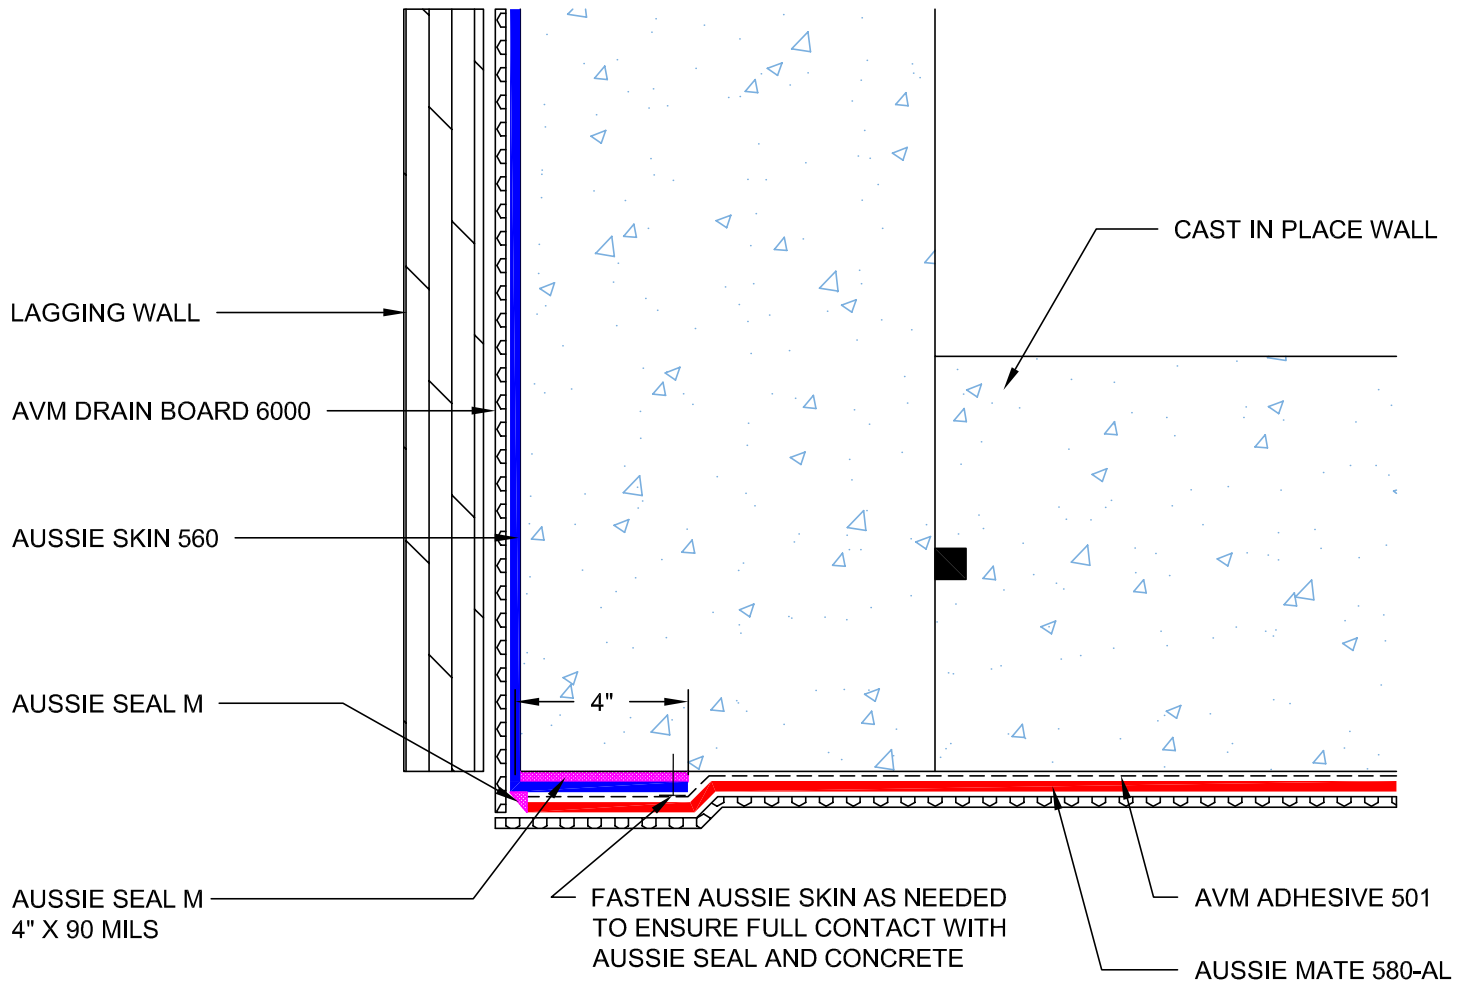 CAST IN PLACE WALL
LAGGING WALL
AVM DRAIN BOARD 6000
AUSSIE SKIN 560
AUSSIE SEAL M
4"
AUSSIE SEAL M
4" X 90 MILS
FASTEN AUSSIE SKIN AS NEEDED
TO ENSURE FULL CONTACT WITH
AUSSIE SEAL AND CONCRETE
AVM ADHESIVE 501
AUSSIE MATE 580-AL